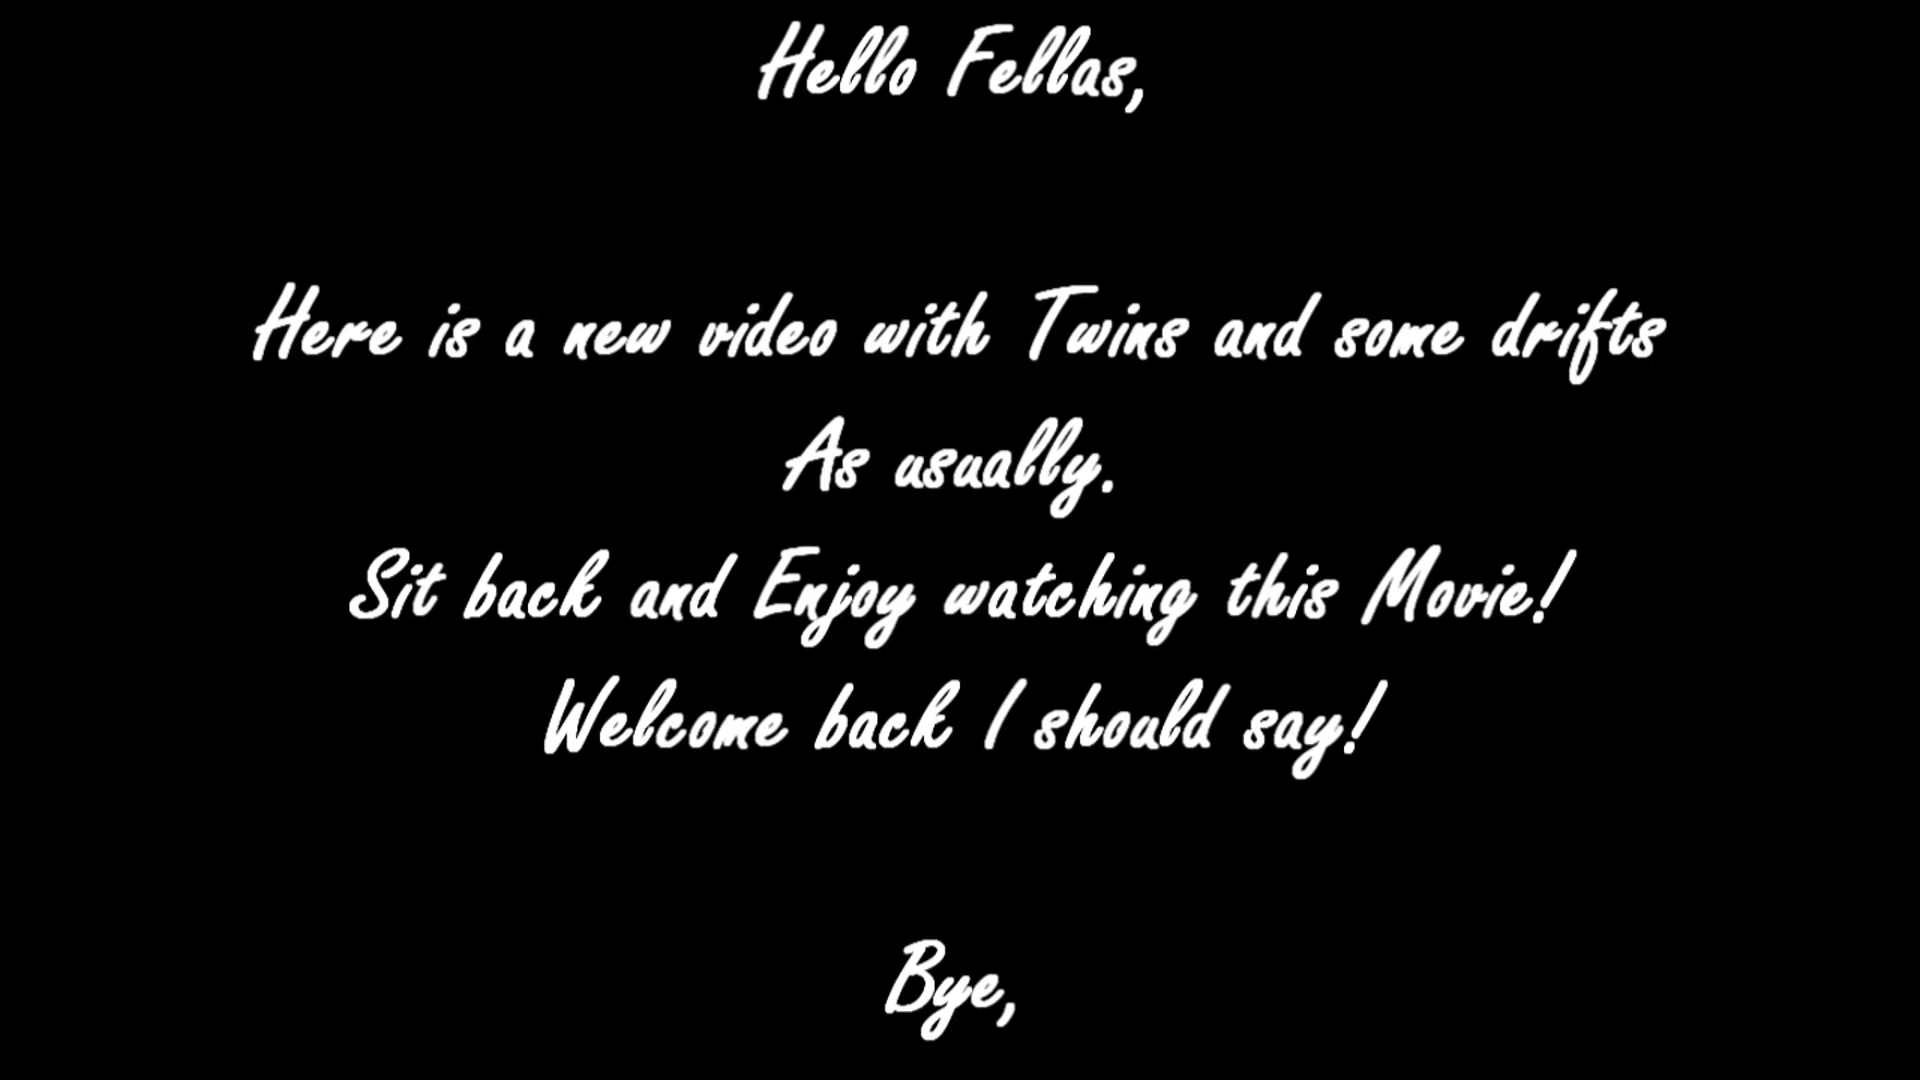 Hello Fellas,
Here is a new video with Twins and some drifts
As usually.
Sit back and Enjoy watching this Movie!
Welcome back I should say!
Bye,